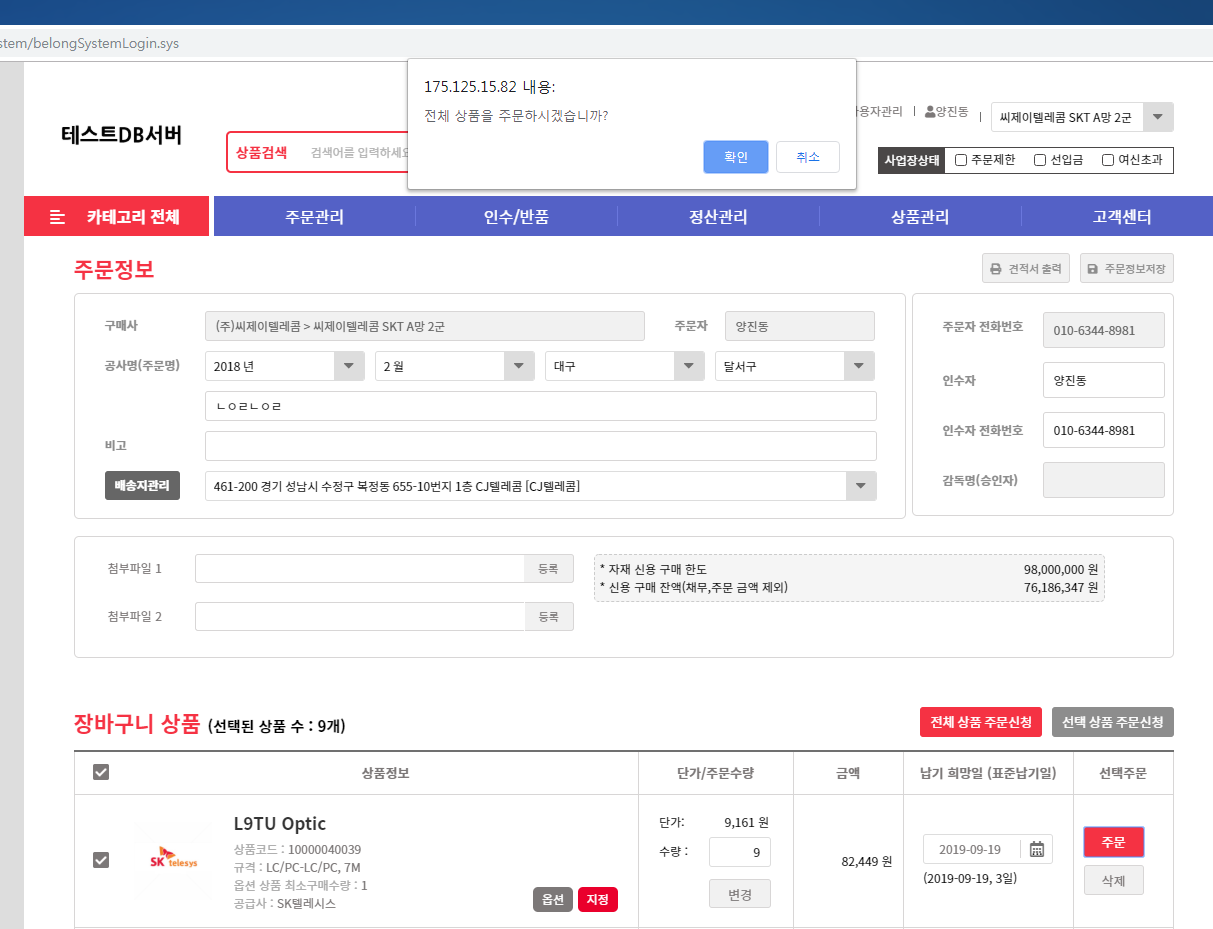 stem/belongSystemLogin.sys
175.125.15.82 내용:
전체 상품을 주문하시겠습니까?
확인 취소
테스트DB서버
상품검색 검색어를 입력하세요
용자관리 | 양진동 | 씨제이텔레콤 SKT A망 2군
사업장상태 주문제한 선입금 여신초과
카테고리 전체 주문관리 인수/반품 정산관리 상품관리 고객센터
주문정보 견적서 출력 주문정보저장
구매사 (주)씨제이텔레콤 > 씨제이텔레콤 SKT A망 2군 주문자 양진동
공사명(주문명) 2018 년 2 월 대구 달서구
ㄴㅇㄹㄴㅇㄹ
비고
배송지관리 461-200 경기 성남시 수정구 복정동 655-10번지 1층 CJ텔레콤 [CJ텔레콤]
주문자 전화번호 010-6344-8981
인수자 양진동
인수자 전화번호 010-6344-8981
감독명(승인자)
첨부파일 1 등록
첨부파일 2 등록
* 자재 신용 구매 한도 98,000,000 원
* 신용 구매 잔액(채무,주문 금액 제외) 76,186,347 원
장바구니 상품 (선택된 상품 수 : 9개) 전체 상품 주문신청 선택 상품 주문신청
상품정보 단가/주문수량 금액 납기 희망일 (표준납기일) 선택주문
SK telesys
L9TU Optic
상품코드 : 10000040039
규격 : LC/PC-LC/PC, 7M
옵션 상품 최소구매수량 : 1
공급사 : SK텔레시스
옵션 지정
단가: 9,161 원
수량 : 9
변경
82,449 원
2019-09-19
(2019-09-19, 3일)
주문
삭제